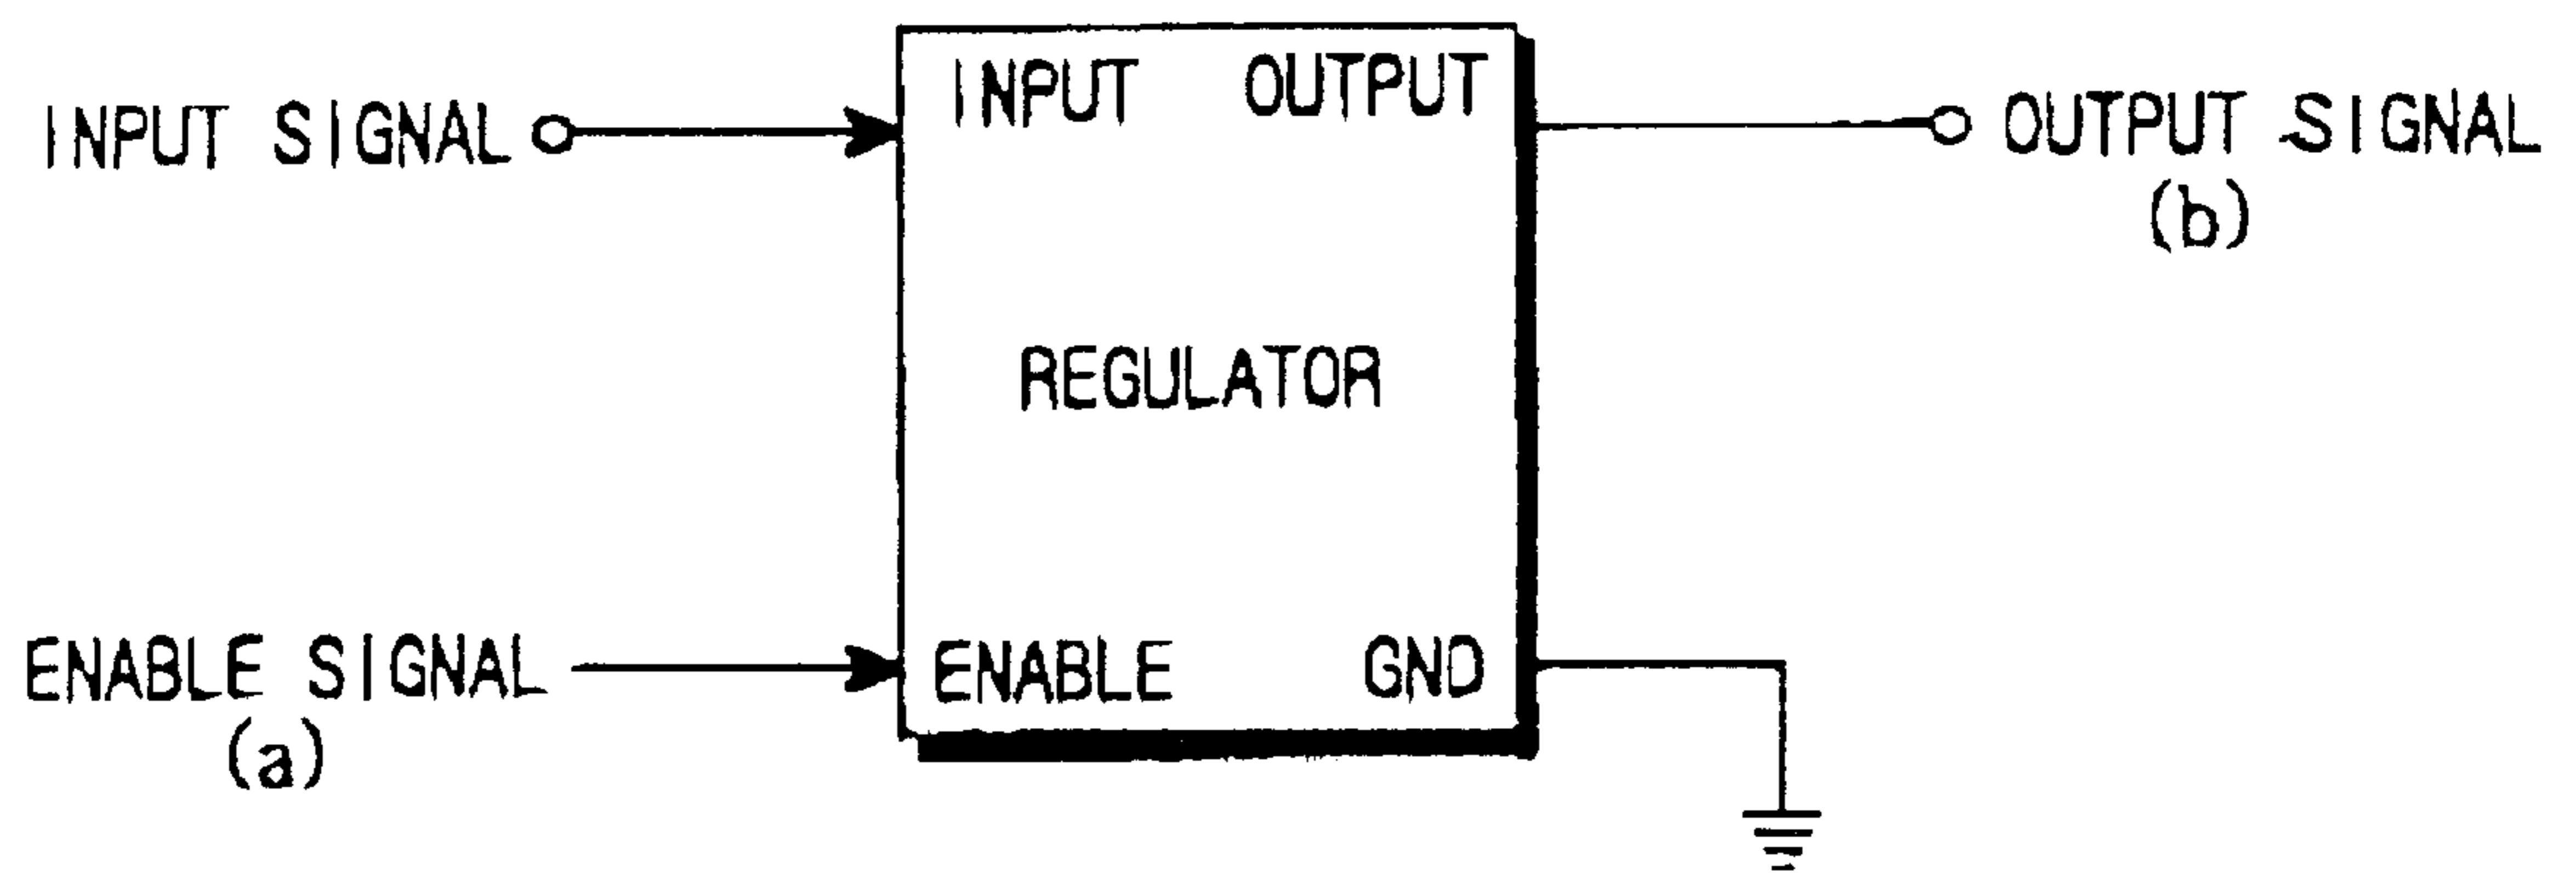 INPUT SIGNAL
INPUT OUTPUT
OUTPUT SIGNAL
(b)
REGULATOR
ENABLE SIGNAL
(a)
ENABLE GND